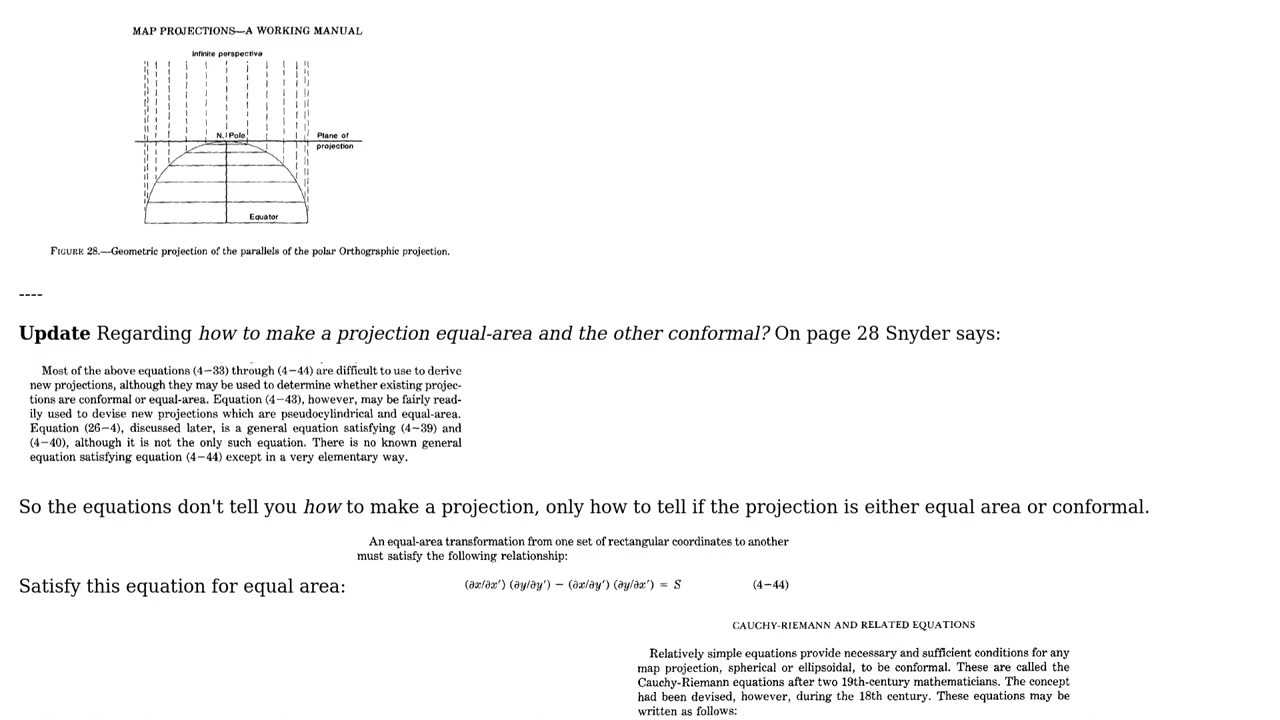 MAP PROJECTIONS—A WORKING MANUAL
Infinite perspective
N. Pole
Plane of
projection
Equator
FIGURE 28.—Geometric projection of the parallels of the polar Orthographic projection.
----
Update Regarding how to make a projection equal-area and the other conformal? On page 28 Snyder says:
Most of the above equations (4–33) through (4–44) are difficult to use to derive
new projections, although they may be used to determine whether existing projec-
tions are conformal or equal-area. Equation (4–43), however, may be fairly read-
ily used to devise new projections which are pseudocylindrical and equal-area.
Equation (26–4), discussed later, is a general equation satisfying (4–39) and
(4–40), although it is not the only such equation. There is no known general
equation satisfying equation (4–44) except in a very elementary way.
So the equations don't tell you how to make a projection, only how to tell if the projection is either equal area or conformal.
An equal-area transformation from one set of rectangular coordinates to another
must satisfy the following relationship:
Satisfy this equation for equal area: (∂x/∂x′) (∂y/∂y′) − (∂x/∂y′) (∂y/∂x′) = S (4–44)
CAUCHY-RIEMANN AND RELATED EQUATIONS
Relatively simple equations provide necessary and sufficient conditions for any
map projection, spherical or ellipsoidal, to be conformal. These are called the
Cauchy-Riemann equations after two 19th-century mathematicians. The concept
had been devised, however, during the 18th century. These equations may be
written as follows: